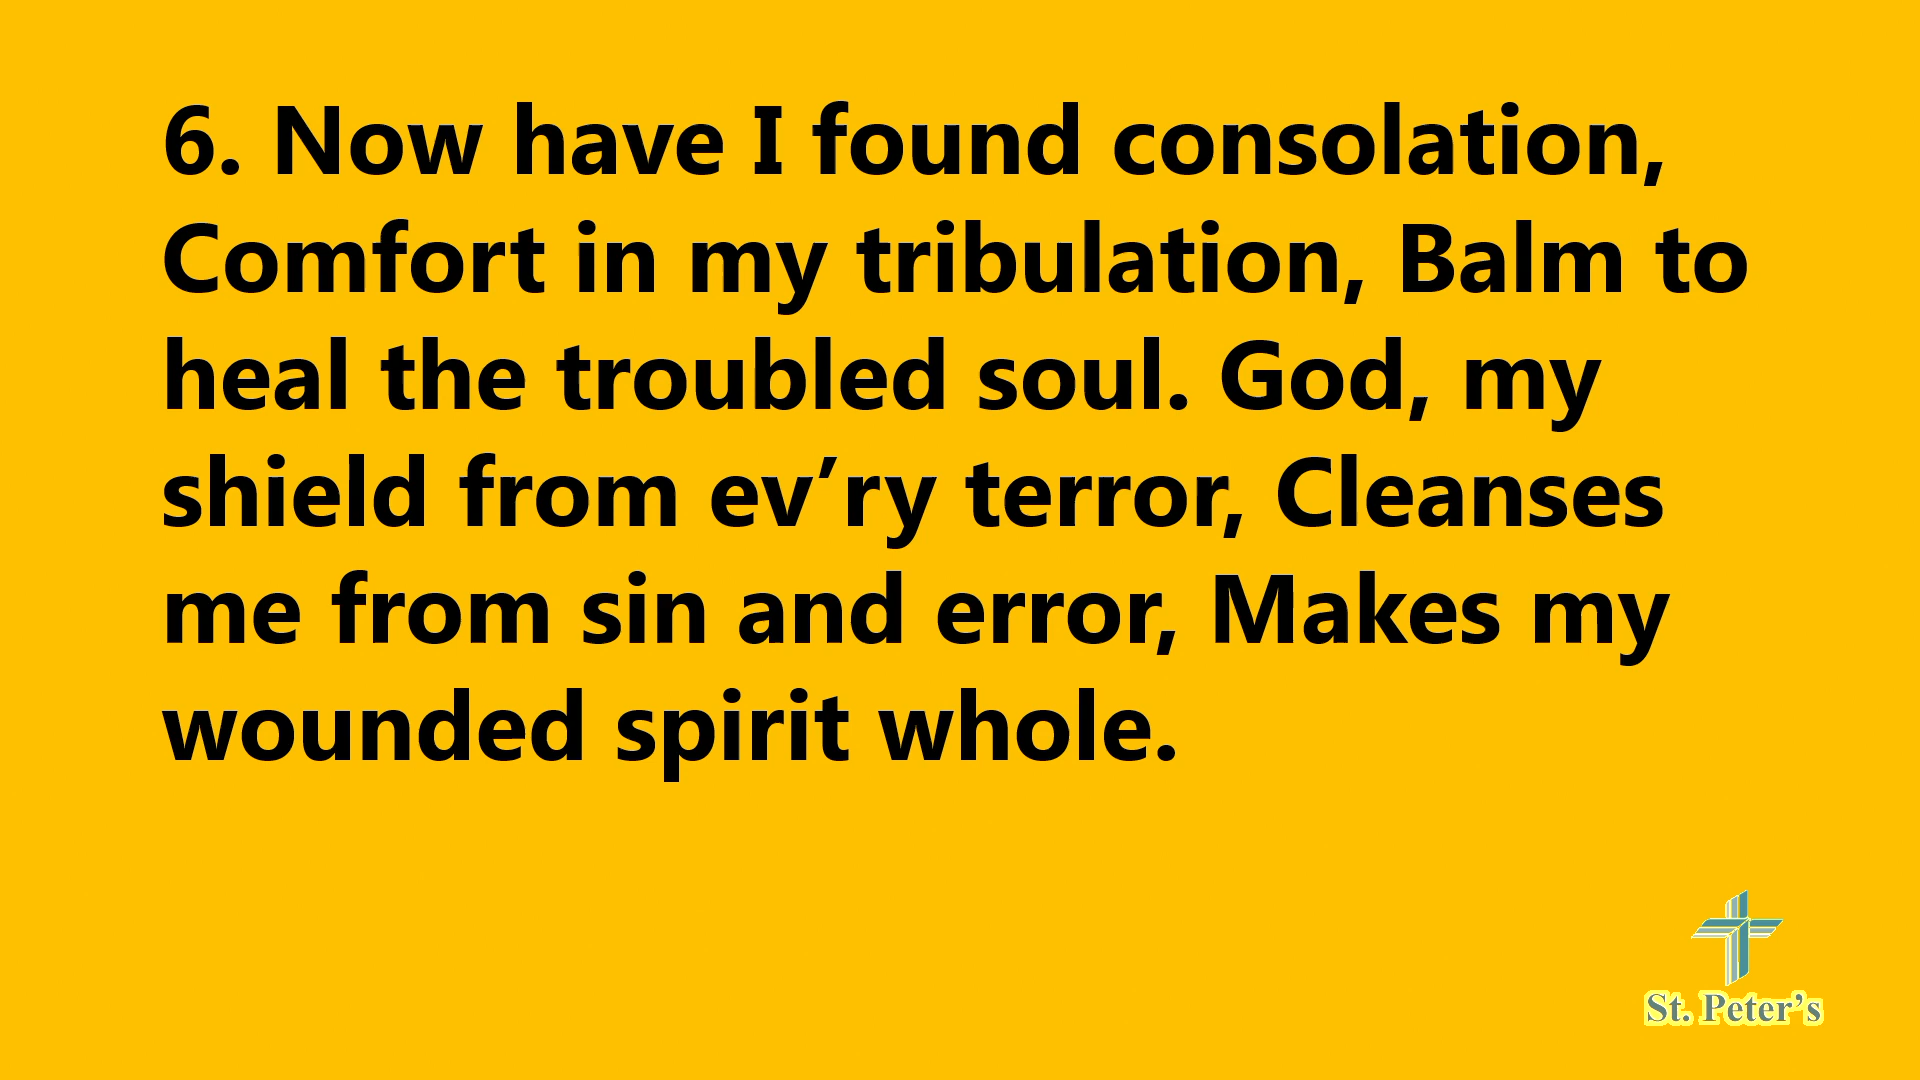 6. Now have I found consolation,
Comfort in my tribulation, Balm to
heal the troubled soul. God, my
shield from ev’ry terror, Cleanses
me from sin and error, Makes my
wounded spirit whole.
St. Peter’s